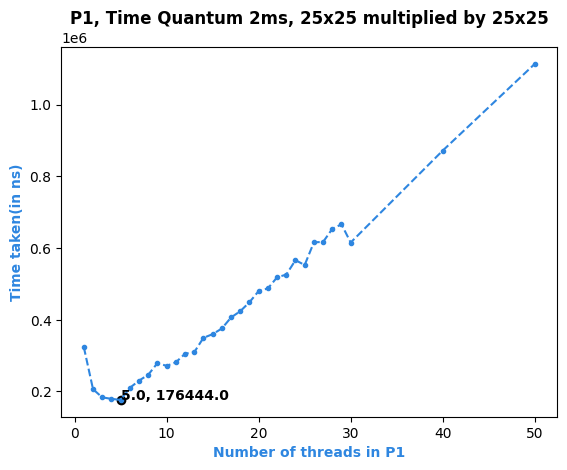 P1, Time Quantum 2ms, 25x25 multiplied by 25x25
1e6
1.0
0.8
0.6
0.4
0.2
Time taken(in ns)
5.0, 176444.0
0 10 20 30 40 50
Number of threads in P1